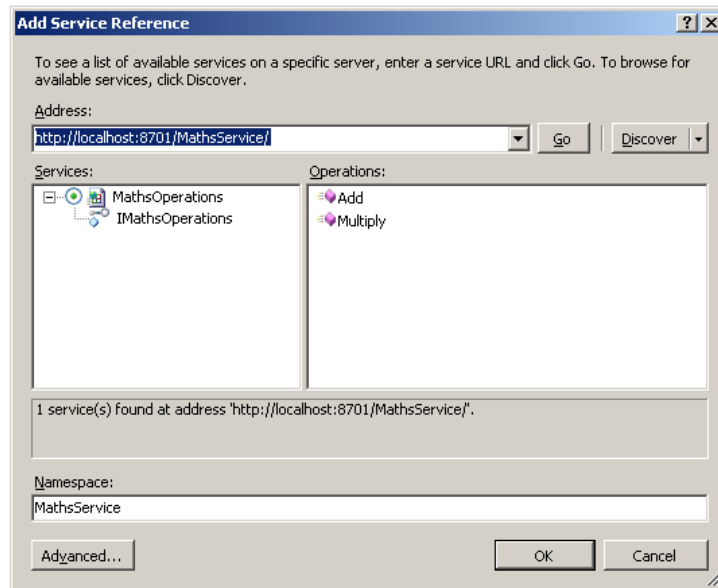 Add Service Reference
To see a list of available services on a specific server, enter a service URL and click Go. To browse for
available services, click Discover.
Address:
http://localhost:8701/MathsService/
Go
Discover
Services:
Operations:
MathsOperations
IMathsOperations
Add
Multiply
1 service(s) found at address 'http://localhost:8701/MathsService/'.
Namespace:
MathsService
Advanced...
OK
Cancel